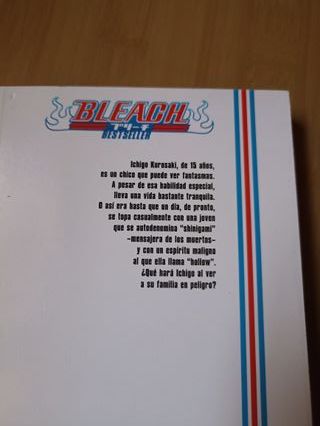 BLEACH
BESTSELLER
Ichigo Kurosaki, de 15 años,
es un chico que puede ver fantasmas.
A pesar de esa habilidad especial,
lleva una vida bastante tranquila.
O así era hasta que un día, de pronto,
se topa casualmente con una joven
que se autodenomina "shinigami"
-mensajera de los muertos-
y con un espíritu maligno
al que ella llama "hollow".
¿Qué hará Ichigo al ver
a su familia en peligro?